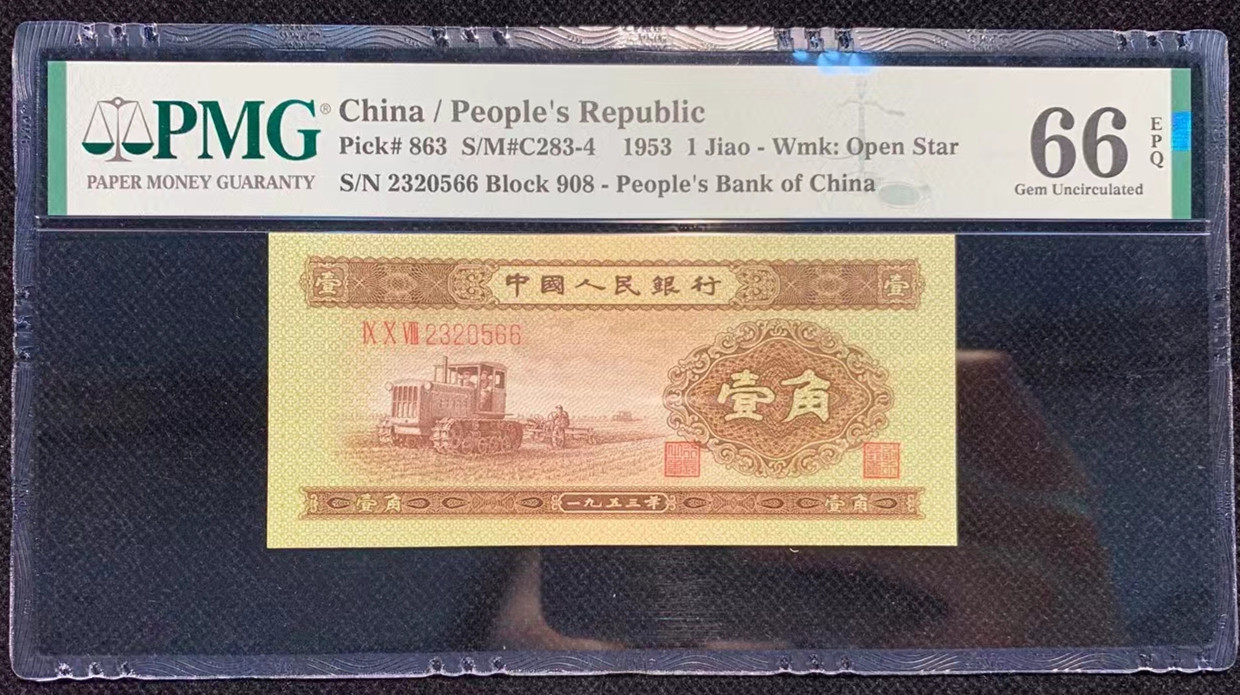 PMG®
PAPER MONEY GUARANTY
China / People's Republic
Pick# 863 S/M#C283-4 1953 1 Jiao - Wmk: Open Star
S/N 2320566 Block 908 - People's Bank of China
66
EPQ
Gem Uncirculated
壹 中國人民銀行 壹
IX X VIII 2320566
壹角
壹角 一九五三年 壹角